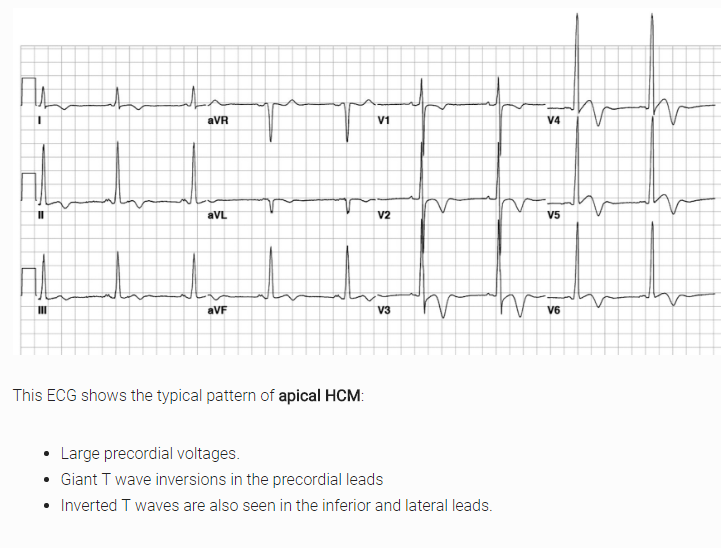 I aVR V1 V4
II aVL V2 V5
III aVF V3 V6
This ECG shows the typical pattern of apical HCM:
• Large precordial voltages.
• Giant T wave inversions in the precordial leads
• Inverted T waves are also seen in the inferior and lateral leads.